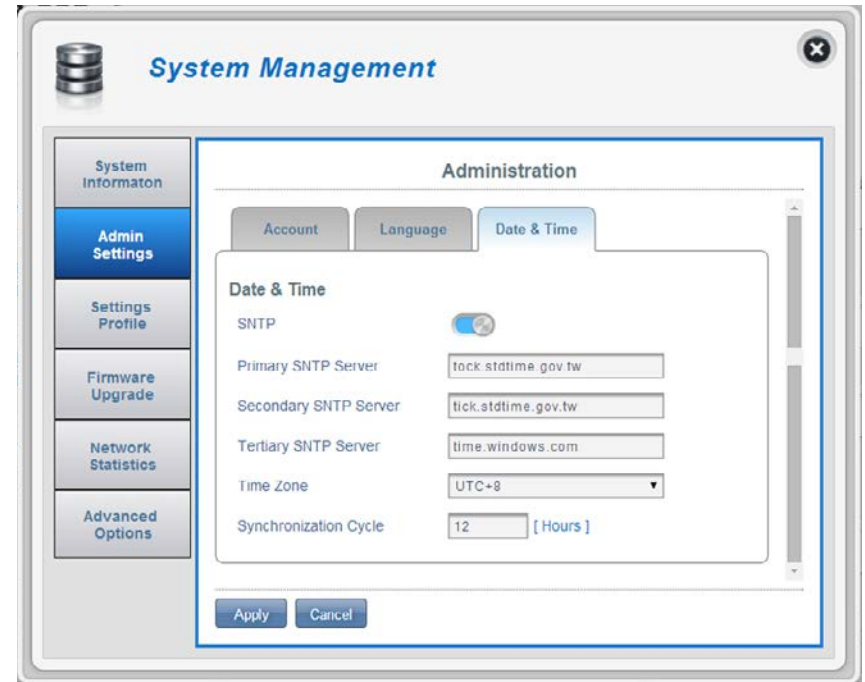 System Management
System
Informaton
Admin
Settings
Settings
Profile
Firmware
Upgrade
Network
Statistics
Advanced
Options
Administration
Account
Language
Date & Time
Date & Time
SNTP
Primary SNTP Server
tock.stdtime.gov.tw
Secondary SNTP Server
tick.stdtime.gov.tw
Tertiary SNTP Server
time.windows.com
Time Zone
UTC+8
Synchronization Cycle
12
[ Hours ]
Apply
Cancel